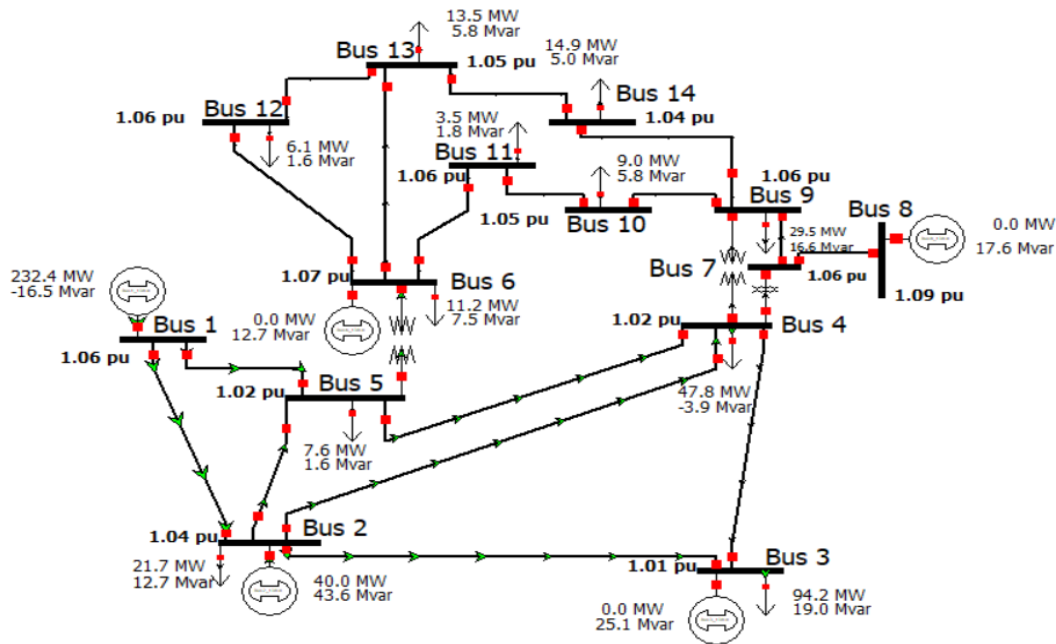 13.5 MW
5.8 Mvar
Bus 13
1.05 pu
14.9 MW
5.0 Mvar
Bus 14
1.04 pu
Bus 12
1.06 pu
6.1 MW
1.6 Mvar
3.5 MW
1.8 Mvar
Bus 11
1.06 pu
9.0 MW
5.8 Mvar
1.05 pu
Bus 10
1.06 pu
Bus 9
29.5 MW
16.6 Mvar
Bus 8
0.0 MW
17.6 Mvar
1.09 pu
Bus 7
1.06 pu
232.4 MW
-16.5 Mvar
Bus 1
1.06 pu
1.07 pu
Bus 6
0.0 MW
12.7 Mvar
11.2 MW
7.5 Mvar
1.02 pu
Bus 4
47.8 MW
-3.9 Mvar
1.02 pu
Bus 5
7.6 MW
1.6 Mvar
1.04 pu
Bus 2
21.7 MW
12.7 Mvar
40.0 MW
43.6 Mvar
1.01 pu
Bus 3
0.0 MW
25.1 Mvar
94.2 MW
19.0 Mvar